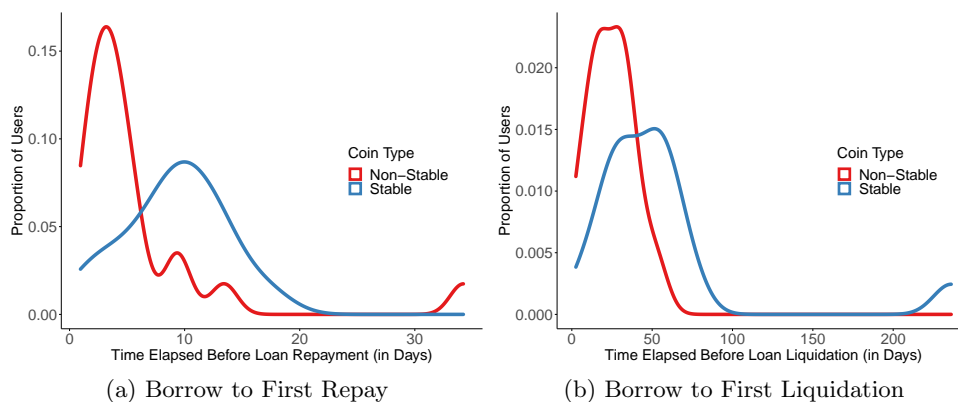 Proportion of Users
0.15
0.10
0.05
0.00
Coin Type
Non-Stable
Stable
0 10 20 30
Time Elapsed Before Loan Repayment (in Days)
(a) Borrow to First Repay
Proportion of Users
0.020
0.015
0.010
0.005
0.000
Coin Type
Non-Stable
Stable
0 50 100 150 200
Time Elapsed Before Loan Liquidation (in Days)
(b) Borrow to First Liquidation